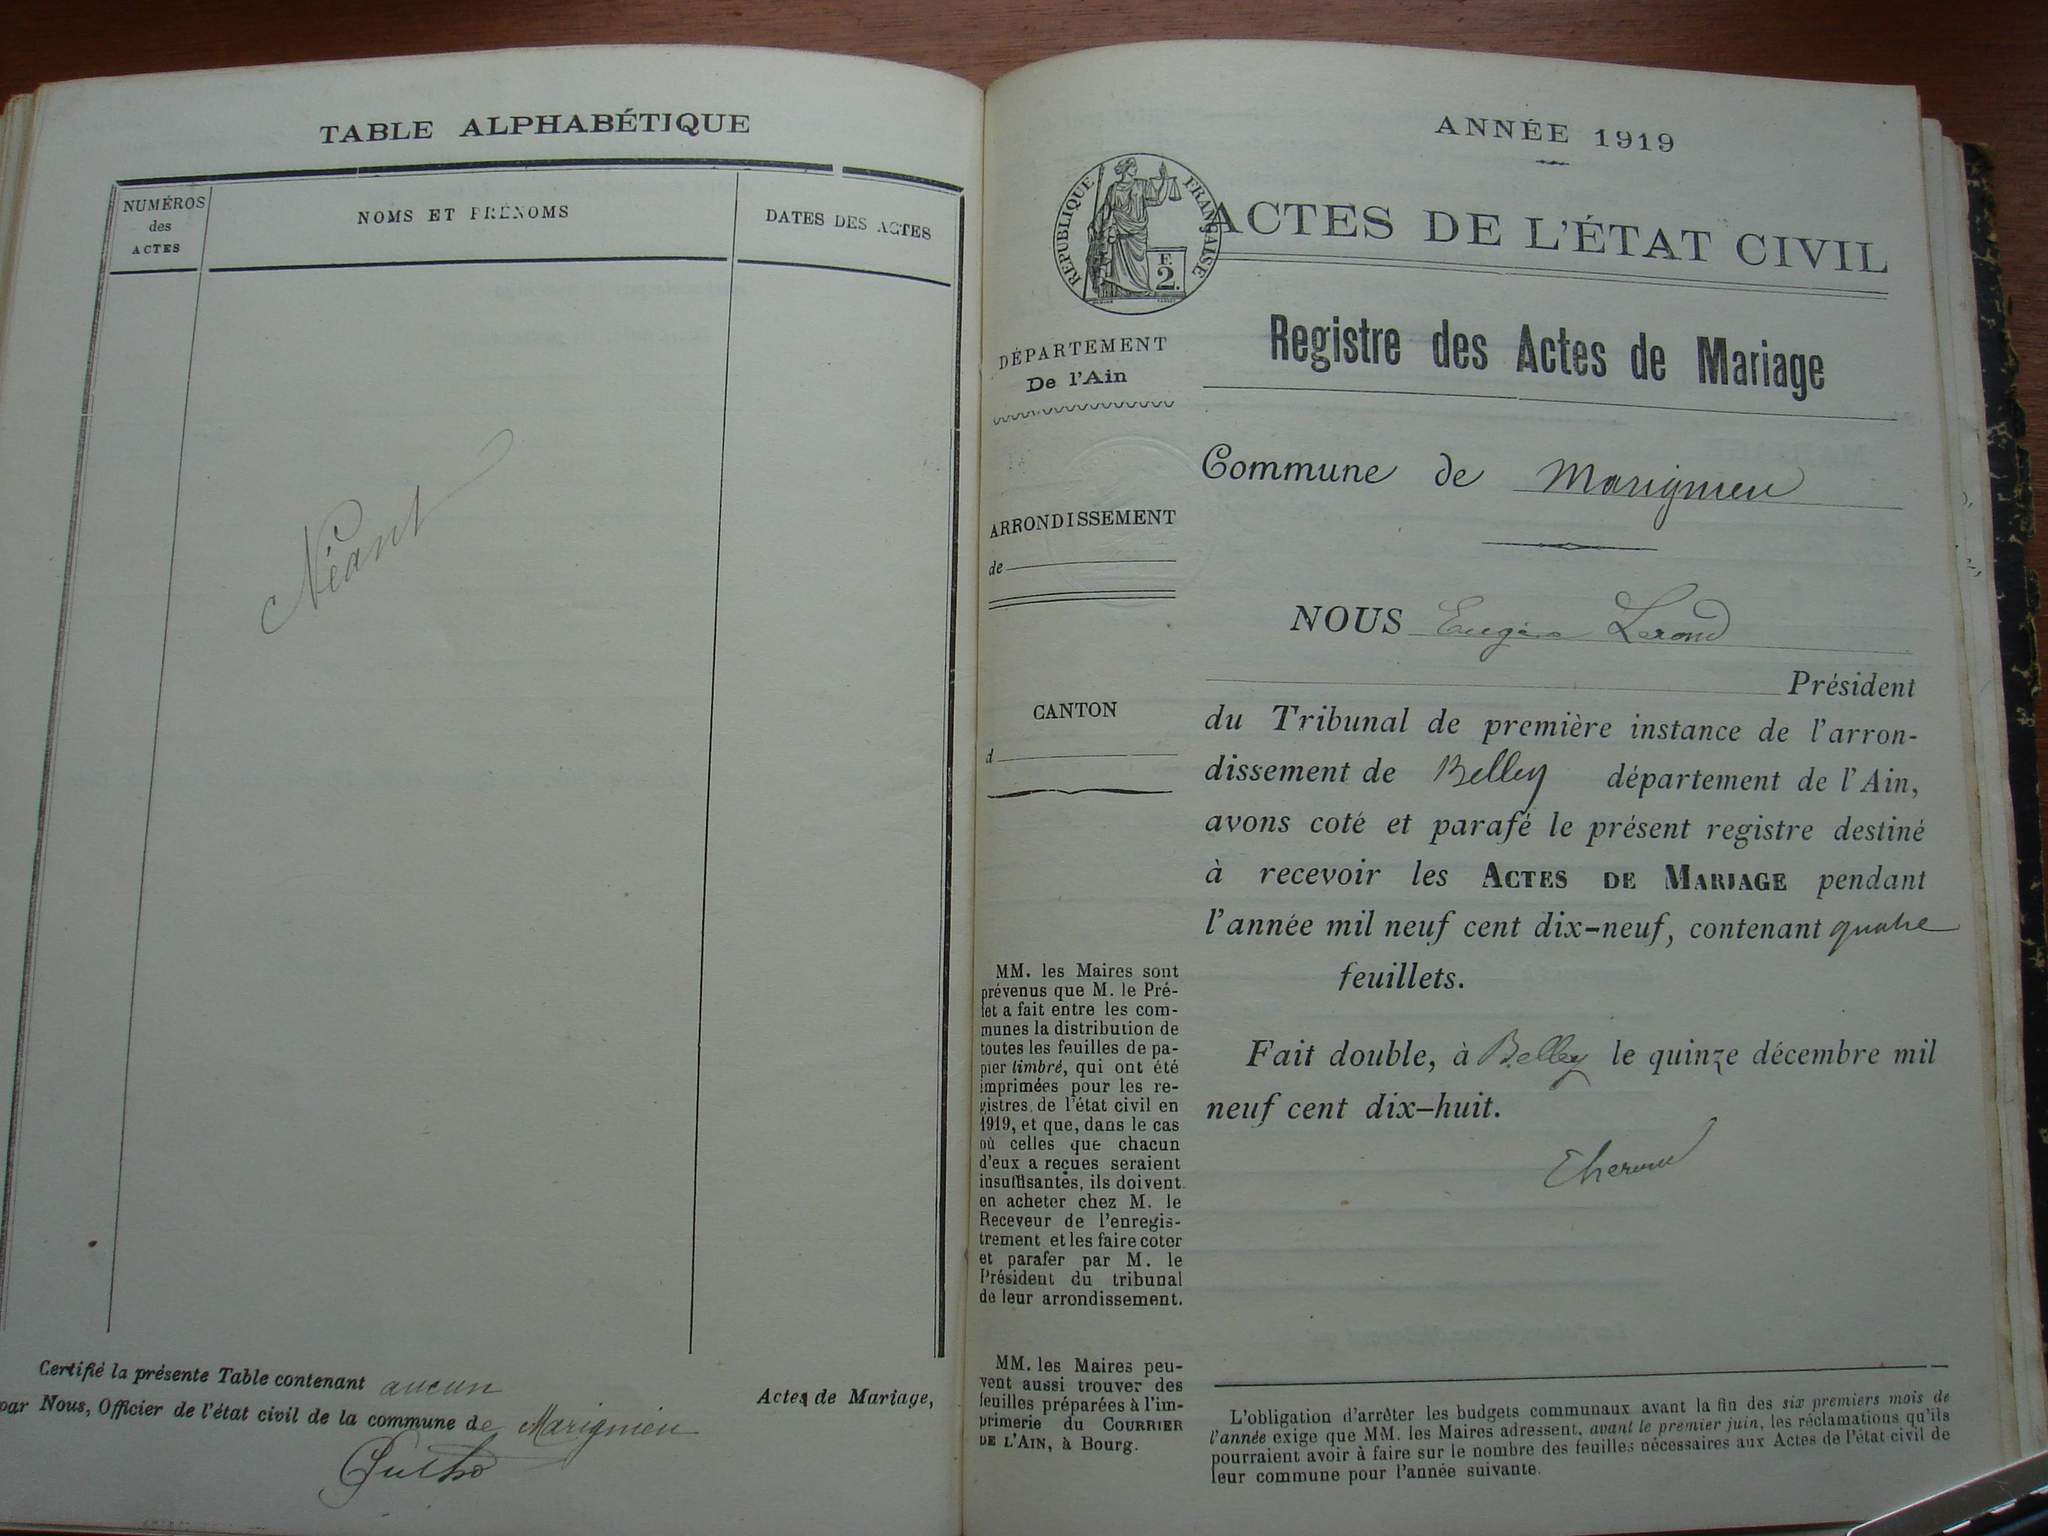 TABLE ALPHABÉTIQUE
NUMÉROS
des
ACTES
NOMS ET PRÉNOMS
DATES DES ACTES
Néant
Certifié la présente Table contenant aucun Actes de Mariage,
par Nous, Officier de l'état civil de la commune de Marignieu
ANNÉE 1919
RÉPUBLIQUE FRANÇAISE
F.
2.
ACTES DE L'ÉTAT CIVIL
Registre des Actes de Mariage
DÉPARTEMENT
De l'Ain
Commune de Marignieu
ARRONDISSEMENT
de
NOUS Eugène Lerond
Président
CANTON
d
du Tribunal de première instance de l'arron-
dissement de Belley département de l'Ain,
avons coté et parafé le présent registre destiné
à recevoir les ACTES DE MARIAGE pendant
l'année mil neuf cent dix-neuf, contenant quatre
feuillets.
Fait double, à Belley le quinze décembre mil
neuf cent dix-huit.
MM. les Maires sont
prévenus que M. le Pré-
fet a fait entre les com-
munes la distribution de
toutes les feuilles de pa-
pier timbré, qui ont été
imprimées pour les re-
gistres de l'état civil en
1919, et que, dans le cas
où celles que chacun
d'eux a reçues seraient
insuffisantes, ils doivent
en acheter chez M. le
Receveur de l'enregis-
trement et les faire coter
et parafer par M. le
Président du tribunal
de leur arrondissement.
MM. les Maires peu-
vent aussi trouver des
feuilles préparées à l'im-
primerie du COURRIER
DE L'AIN, à Bourg.
L'obligation d'arrêter les budgets communaux avant la fin des six premiers mois de
l'année exige que MM. les Maires adressent, avant le premier juin, les réclamations qu'ils
pourraient avoir à faire sur le nombre des feuilles nécessaires aux Actes de l'état civil de
leur commune pour l'année suivante.